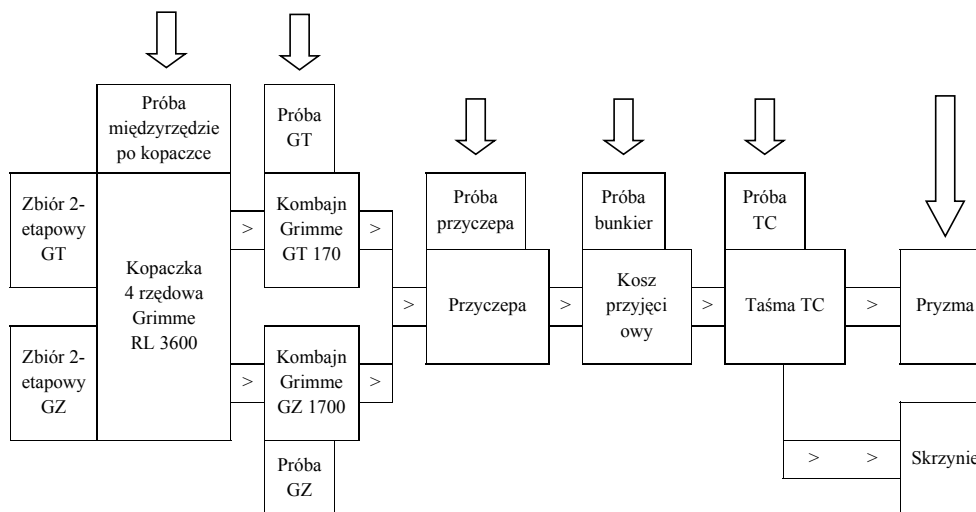 Próba
międzyrzędzie
po kopaczce
Próba
GT
Zbiór 2-
etapowy
GT
Kopaczka
4 rzędowa
Grimme
RL 3600
>
Kombajn
Grimme
GT 170
>
Próba
przyczepa
Próba
bunkier
Próba
TC
>
Przyczepa
>
Kosz
przyjęci
owy
>
Taśma TC
>
Pryzma
Zbiór 2-
etapowy
GZ
>
Kombajn
Grimme
GZ 1700
>
Próba
GZ
> >
Skrzynie